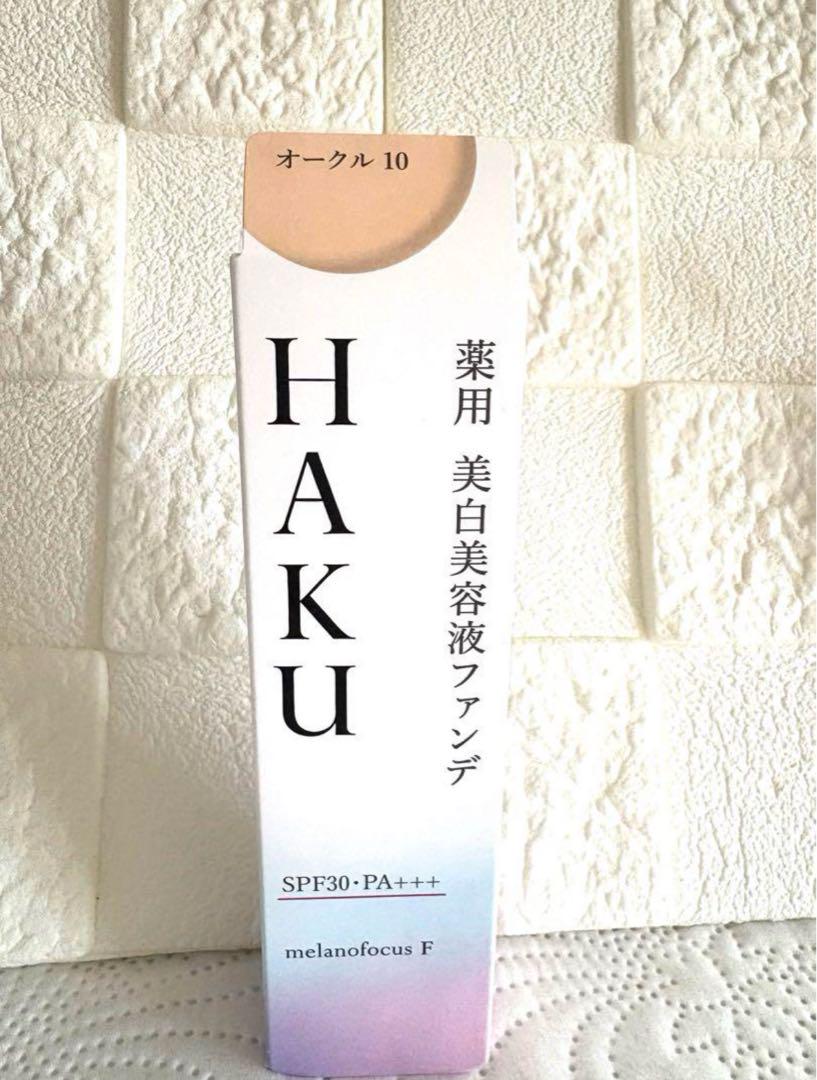 オークル 10
HAKU
薬用 美白美容液ファンデ
SPF30・PA+++
melanofocus F